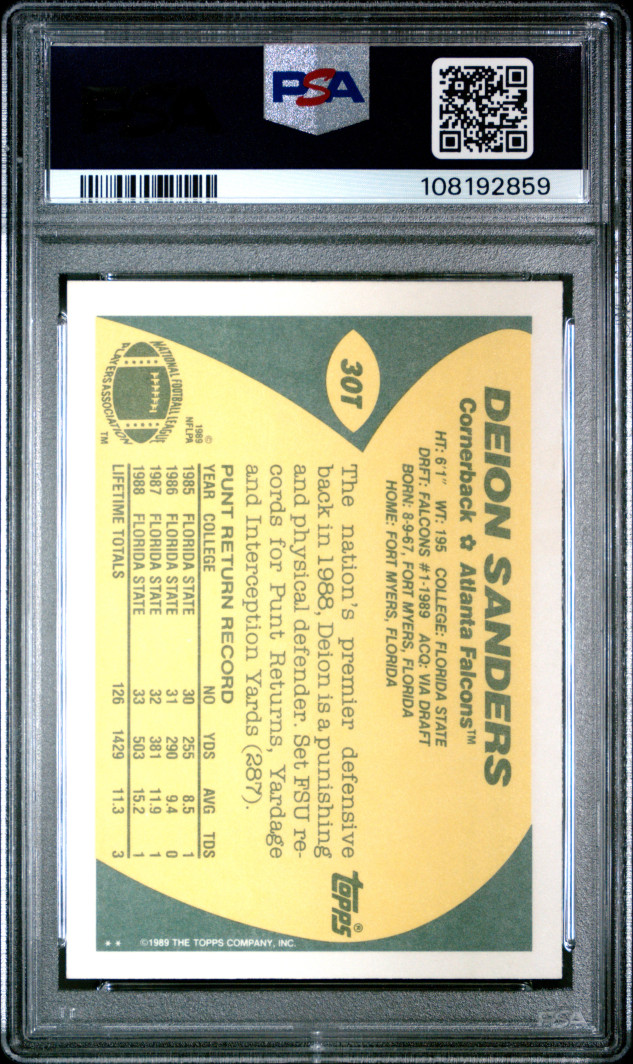 PSA
108192859
30T
DEION SANDERS
Cornerback ✿ Atlanta Falcons™
HT: 6'1" WT: 195 COLLEGE: FLORIDA STATE
DRFT: FALCONS #1-1989 ACQ: VIA DRAFT
BORN: 8-9-67, FORT MYERS, FLORIDA
HOME: FORT MYERS, FLORIDA
The nation's premier defensive
back in 1988, Deion is a punishing
and physical defender. Set FSU re-
cords for Punt Returns, Yardage
and Interception Yards (287).
PUNT RETURN RECORD
YEAR COLLEGE NO YDS AVG TDS
1985 FLORIDA STATE 30 255 8.5 1
1986 FLORIDA STATE 31 290 9.4 0
1987 FLORIDA STATE 32 381 11.9 1
1988 FLORIDA STATE 33 503 15.2 1
LIFETIME TOTALS 126 1429 11.3 3
NATIONAL FOOTBALL LEAGUE
PLAYERS ASSOCIATION
TM
©
1989
NFLPA
TOPPS®
** ©1989 THE TOPPS COMPANY, INC.
PSA